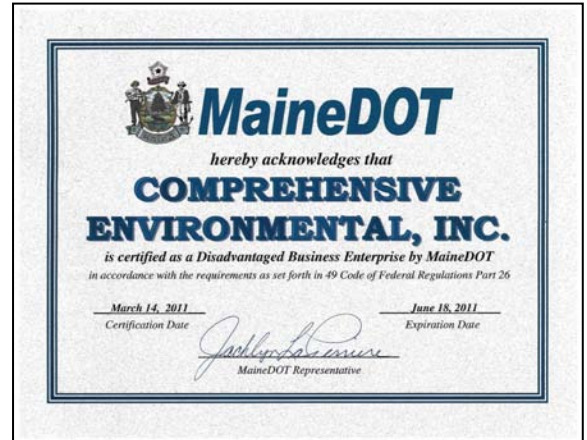 MaineDOT
hereby acknowledges that
COMPREHENSIVE
ENVIRONMENTAL, INC.
is certified as a Disadvantaged Business Enterprise by MaineDOT
in accordance with the requirements as set forth in 49 Code of Federal Regulations Part 26
March 14, 2011 June 18, 2011
Certification Date Expiration Date
Jacklyn
MaineDOT Representative